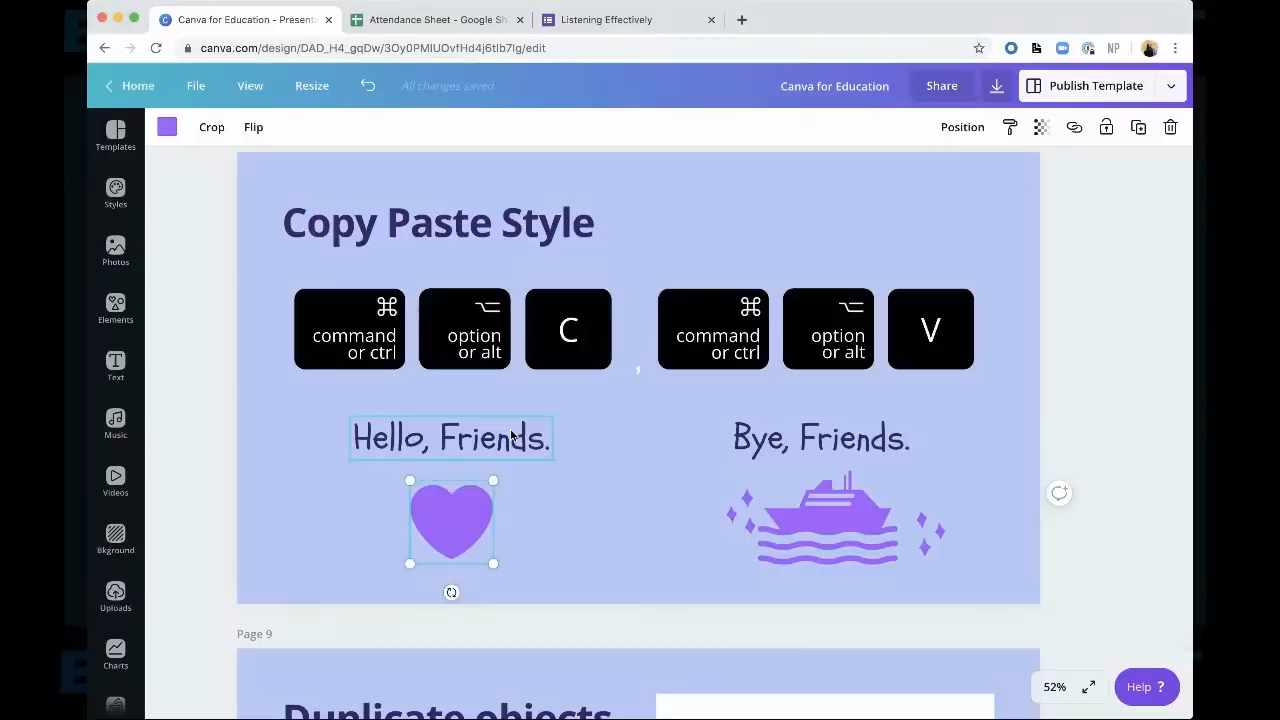 Canva for Education - Presenta
Attendance Sheet - Google Sh
Listening Effectively
canva.com/design/DAD_H4_gqDw/3Oy0PMlUOvfHd4j6tlb7lg/edit
NP
Home
File
View
Resize
All changes saved
Canva for Education
Share
Publish Template
Crop
Flip
Position
Templates
Styles
Photos
Elements
Text
Music
Videos
Bkground
Uploads
Charts
Copy Paste Style
⌘ command or ctrl
⌥ option or alt
C
,
⌘ command or ctrl
⌥ option or alt
V
Hello, Friends.
Bye, Friends.
Page 9
Duplicate objects
52%
Help ?